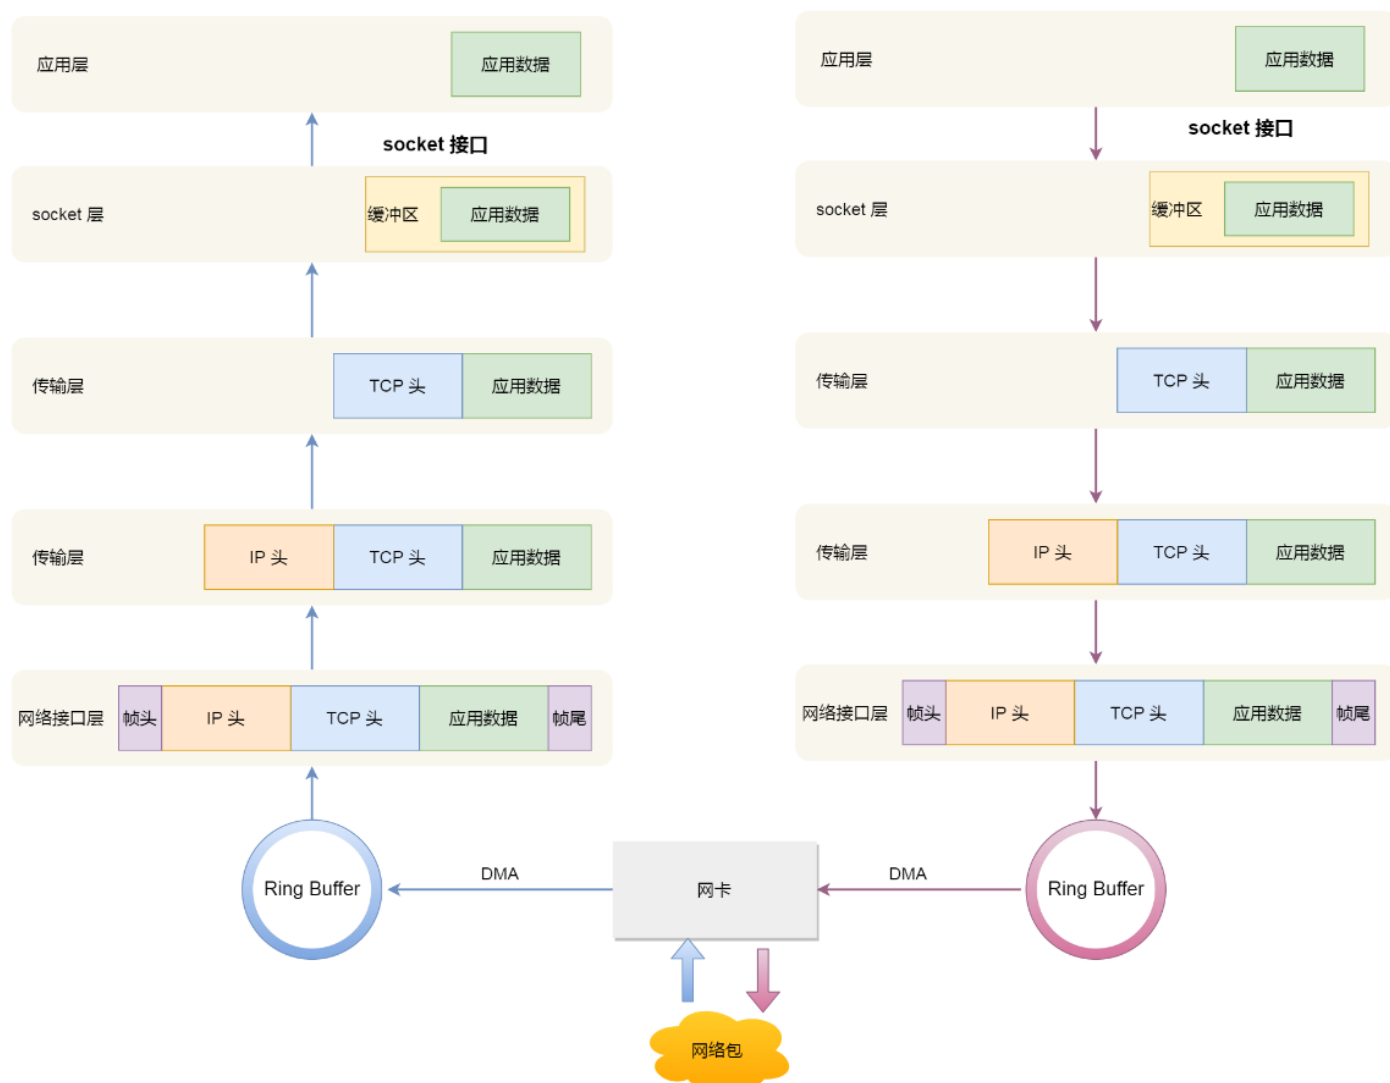 应用层
应用数据
socket 接口
socket 层
缓冲区
应用数据
传输层
TCP 头
应用数据
传输层
IP 头
TCP 头
应用数据
网络接口层
帧头
IP 头
TCP 头
应用数据
帧尾
Ring Buffer
DMA
网卡
网络包
应用层
应用数据
socket 接口
socket 层
缓冲区
应用数据
传输层
TCP 头
应用数据
传输层
IP 头
TCP 头
应用数据
网络接口层
帧头
IP 头
TCP 头
应用数据
帧尾
Ring Buffer
DMA